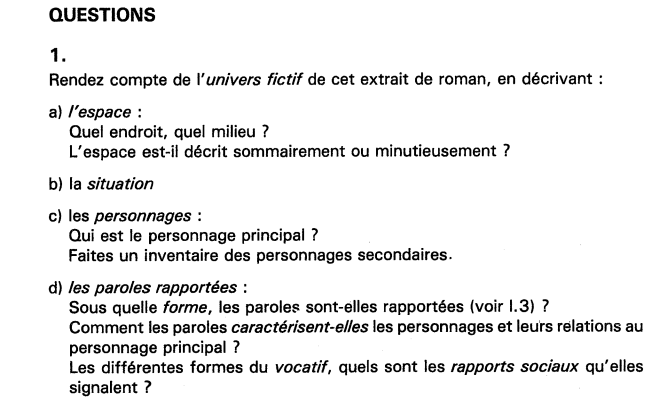 QUESTIONS
1.
Rendez compte de l'univers fictif de cet extrait de roman, en décrivant :
a) l'espace :
Quel endroit, quel milieu ?
L'espace est-il décrit sommairement ou minutieusement ?
b) la situation
c) les personnages :
Qui est le personnage principal ?
Faites un inventaire des personnages secondaires.
d) les paroles rapportées :
Sous quelle forme, les paroles sont-elles rapportées (voir I.3) ?
Comment les paroles caractérisent-elles les personnages et leurs relations au
personnage principal ?
Les différentes formes du vocatif, quels sont les rapports sociaux qu'elles
signalent ?